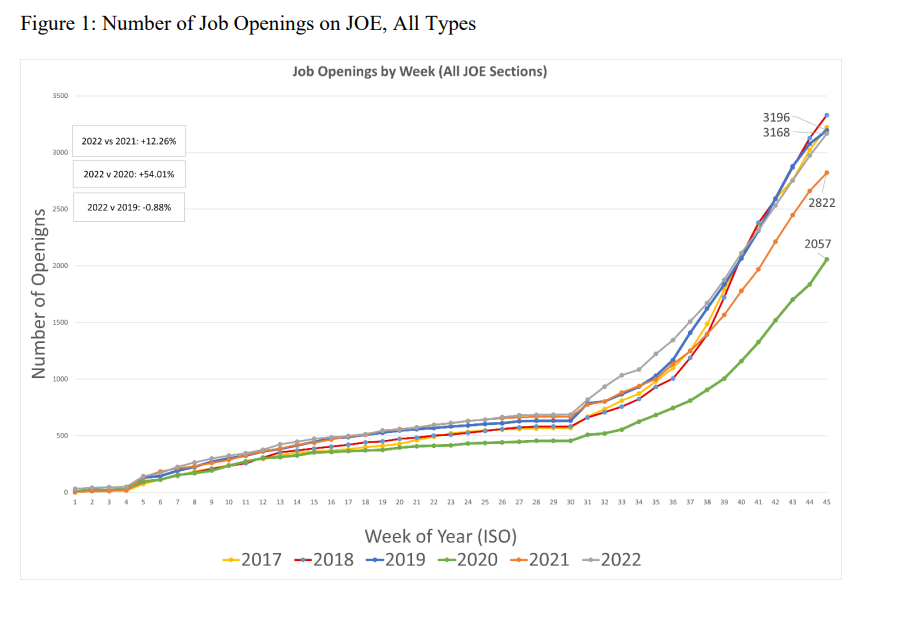 Figure 1: Number of Job Openings on JOE, All Types
Job Openings by Week (All JOE Sections)
3500
3000
2500
2000
1500
1000
500
0
Number of Openigns
2022 vs 2021: +12.26%
2022 v 2020: +54.01%
2022 v 2019: -0.88%
3196
3168
2822
2057
1 2 3 4 5 6 7 8 9 10 11 12 13 14 15 16 17 18 19 20 21 22 23 24 25 26 27 28 29 30 31 32 33 34 35 36 37 38 39 40 41 42 43 44 45
Week of Year (ISO)
2017 2018 2019 2020 2021 2022